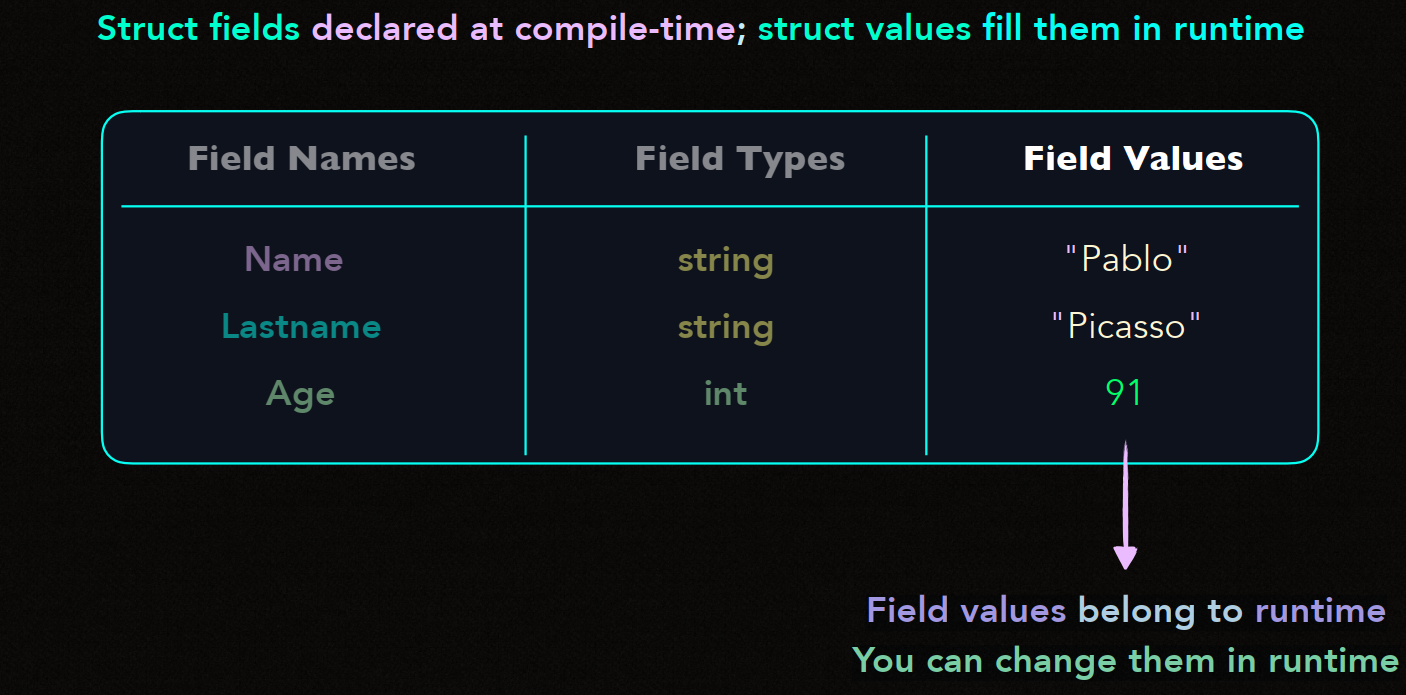 Struct fields declared at compile-time; struct values fill them in runtime
Field Names Field Types Field Values
Name string "Pablo"
Lastname string "Picasso"
Age int 91
Field values belong to runtime
You can change them in runtime